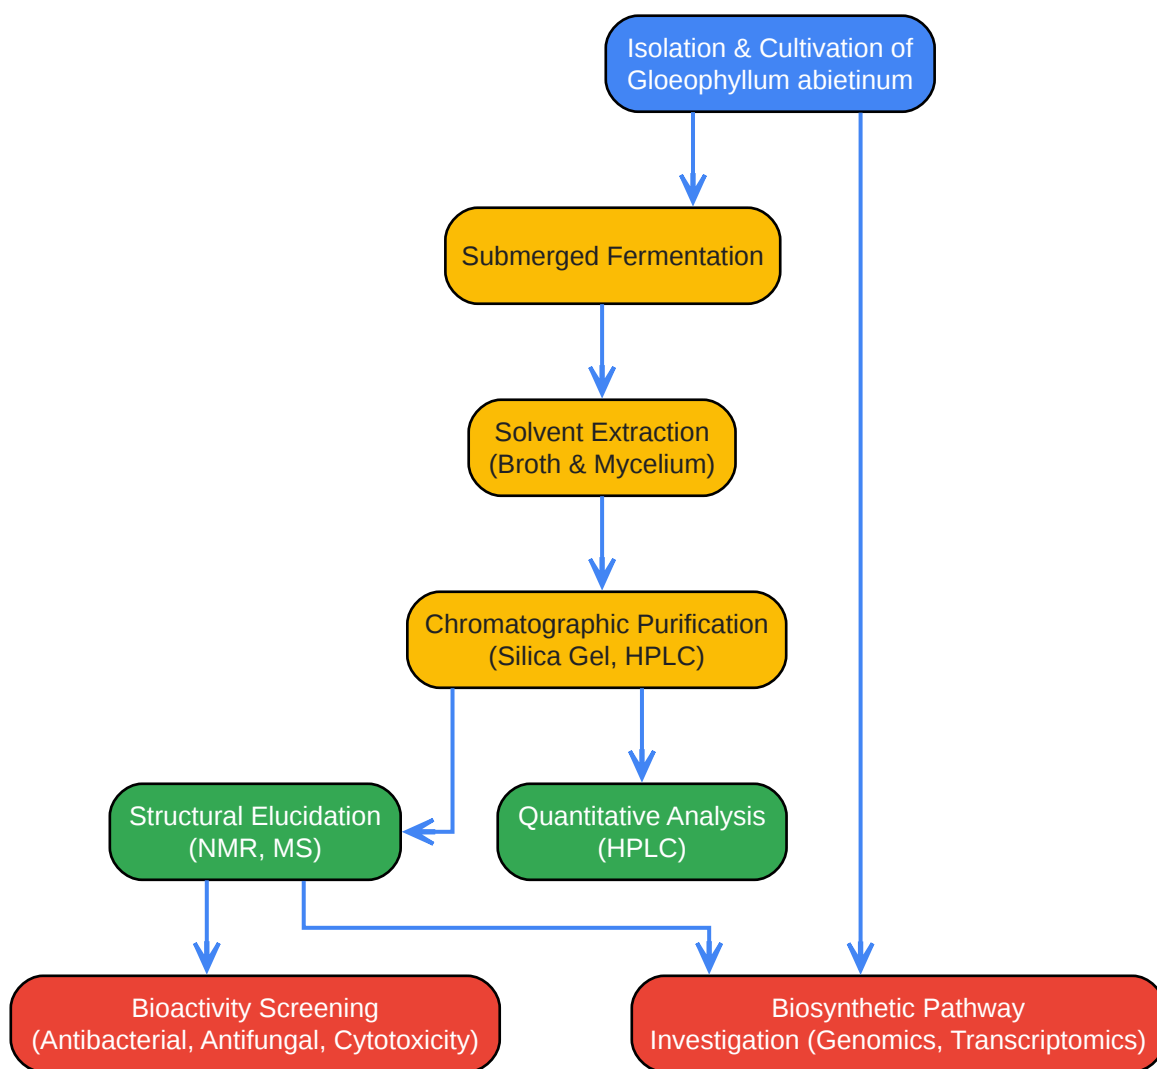 Isolation & Cultivation of
Gloeophyllum abietinum
Submerged Fermentation
Solvent Extraction
(Broth & Mycelium)
Chromatographic Purification
(Silica Gel, HPLC)
Structural Elucidation
(NMR, MS)
Quantitative Analysis
(HPLC)
Bioactivity Screening
(Antibacterial, Antifungal, Cytotoxicity)
Biosynthetic Pathway
Investigation (Genomics, Transcriptomics)